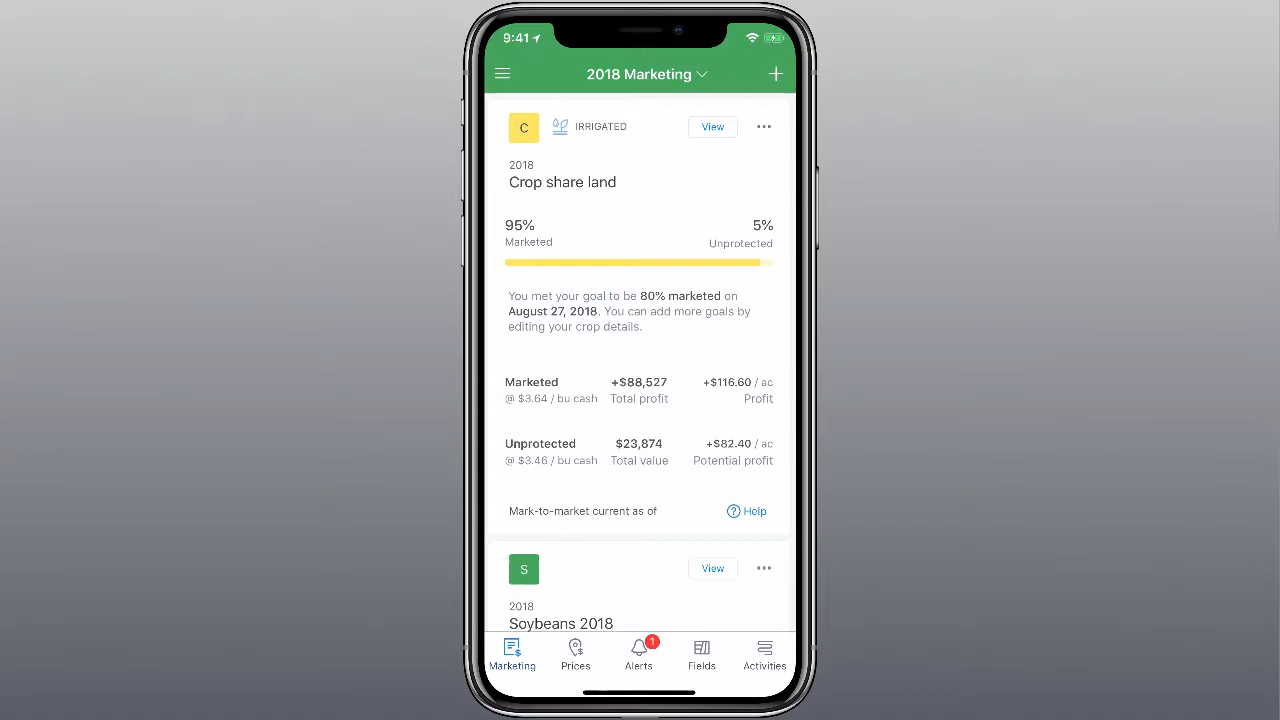 9:41
2018 Marketing
C IRRIGATED View
2018
Crop share land
95% 5%
Marketed Unprotected
You met your goal to be 80% marketed on
August 27, 2018. You can add more goals by
editing your crop details.
Marketed +$88,527 +$116.60 / ac
@ $3.64 / bu cash Total profit Profit
Unprotected $23,874 +$82.40 / ac
@ $3.46 / bu cash Total value Potential profit
Mark-to-market current as of ? Help
S View
2018
Soybeans 2018
1
Marketing Prices Alerts Fields Activities